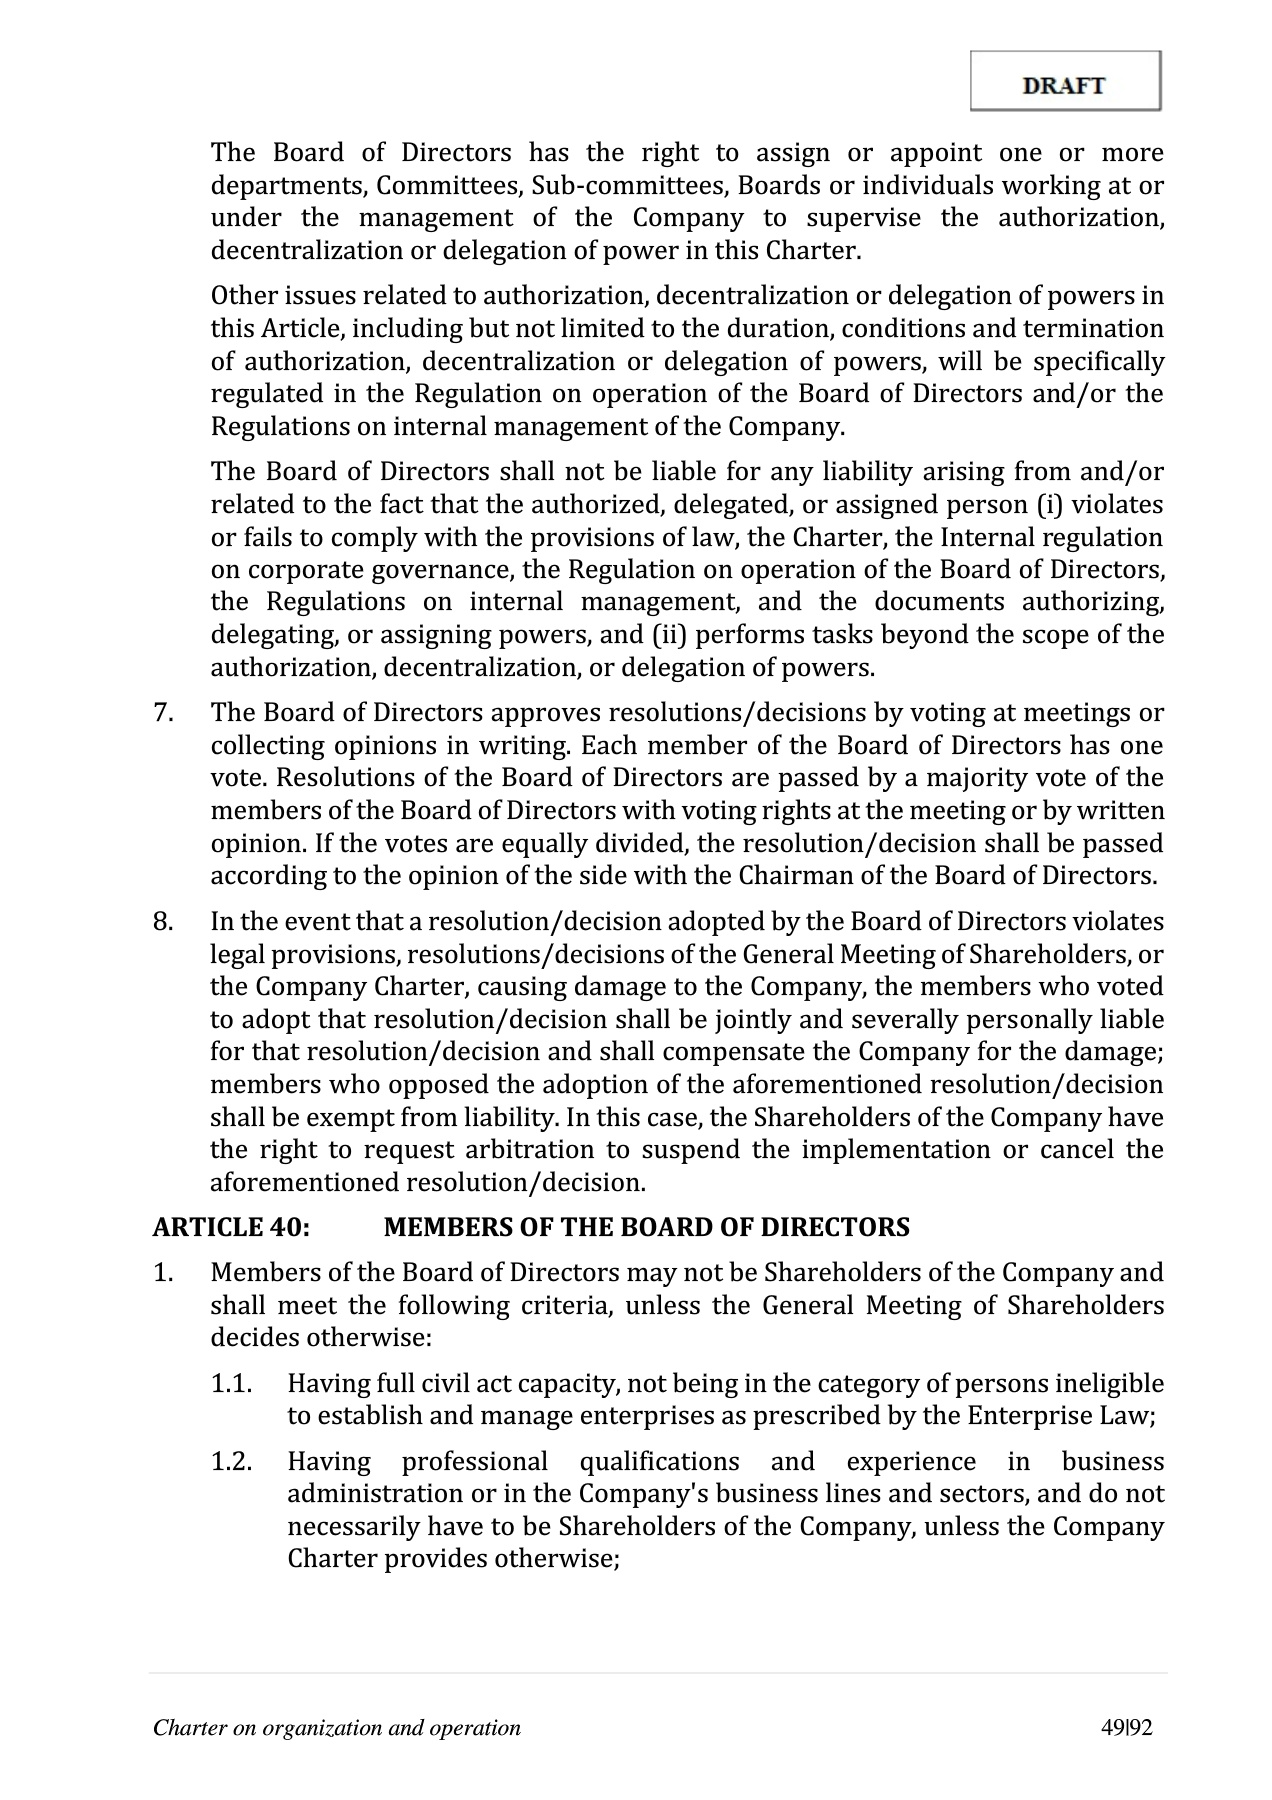 DRAFT
The Board of Directors has the right to assign or appoint one or more
departments, Committees, Sub-committees, Boards or individuals working at or
under the management of the Company to supervise the authorization,
decentralization or delegation of power in this Charter.
Other issues related to authorization, decentralization or delegation of powers in
this Article, including but not limited to the duration, conditions and termination
of authorization, decentralization or delegation of powers, will be specifically
regulated in the Regulation on operation of the Board of Directors and/or the
Regulations on internal management of the Company.
The Board of Directors shall not be liable for any liability arising from and/or
related to the fact that the authorized, delegated, or assigned person (i) violates
or fails to comply with the provisions of law, the Charter, the Internal regulation
on corporate governance, the Regulation on operation of the Board of Directors,
the Regulations on internal management, and the documents authorizing,
delegating, or assigning powers, and (ii) performs tasks beyond the scope of the
authorization, decentralization, or delegation of powers.
7. The Board of Directors approves resolutions/decisions by voting at meetings or
collecting opinions in writing. Each member of the Board of Directors has one
vote. Resolutions of the Board of Directors are passed by a majority vote of the
members of the Board of Directors with voting rights at the meeting or by written
opinion. If the votes are equally divided, the resolution/decision shall be passed
according to the opinion of the side with the Chairman of the Board of Directors.
8. In the event that a resolution/decision adopted by the Board of Directors violates
legal provisions, resolutions/decisions of the General Meeting of Shareholders, or
the Company Charter, causing damage to the Company, the members who voted
to adopt that resolution/decision shall be jointly and severally personally liable
for that resolution/decision and shall compensate the Company for the damage;
members who opposed the adoption of the aforementioned resolution/decision
shall be exempt from liability. In this case, the Shareholders of the Company have
the right to request arbitration to suspend the implementation or cancel the
aforementioned resolution/decision.
ARTICLE 40: MEMBERS OF THE BOARD OF DIRECTORS
1. Members of the Board of Directors may not be Shareholders of the Company and
shall meet the following criteria, unless the General Meeting of Shareholders
decides otherwise:
1.1. Having full civil act capacity, not being in the category of persons ineligible
to establish and manage enterprises as prescribed by the Enterprise Law;
1.2. Having professional qualifications and experience in business
administration or in the Company's business lines and sectors, and do not
necessarily have to be Shareholders of the Company, unless the Company
Charter provides otherwise;
Charter on organization and operation 49|92